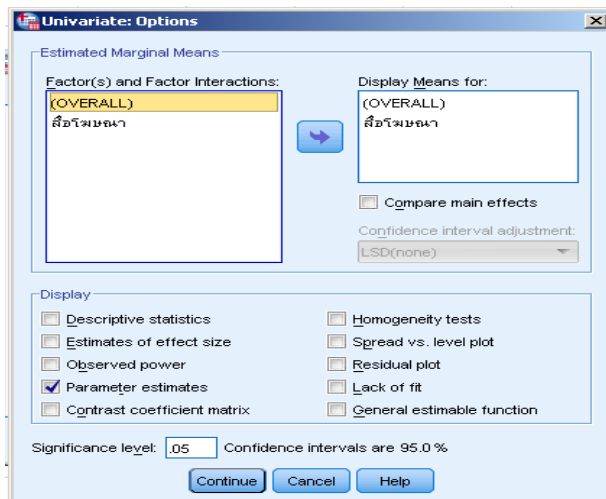 Univariate: Options
Estimated Marginal Means
Factor(s) and Factor Interactions:
(OVERALL)
สื่อโฆษณา
Display Means for:
(OVERALL)
สื่อโฆษณา
Compare main effects
Confidence interval adjustment:
LSD(none)
Display
Descriptive statistics
Homogeneity tests
Estimates of effect size
Spread vs. level plot
Observed power
Residual plot
Parameter estimates
Lack of fit
Contrast coefficient matrix
General estimable function
Significance level: .05 Confidence intervals are 95.0 %
Continue Cancel Help